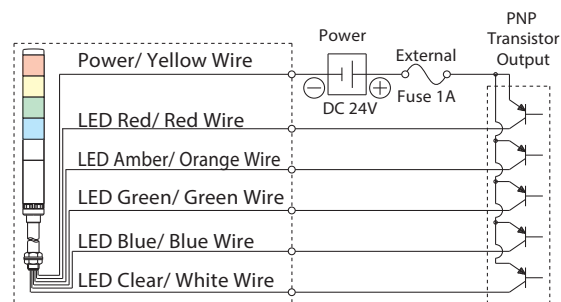 PNP
Transistor
Output
Power
External
Fuse 1A
DC 24V
Power/ Yellow Wire
LED Red/ Red Wire
LED Amber/ Orange Wire
LED Green/ Green Wire
LED Blue/ Blue Wire
LED Clear/ White Wire